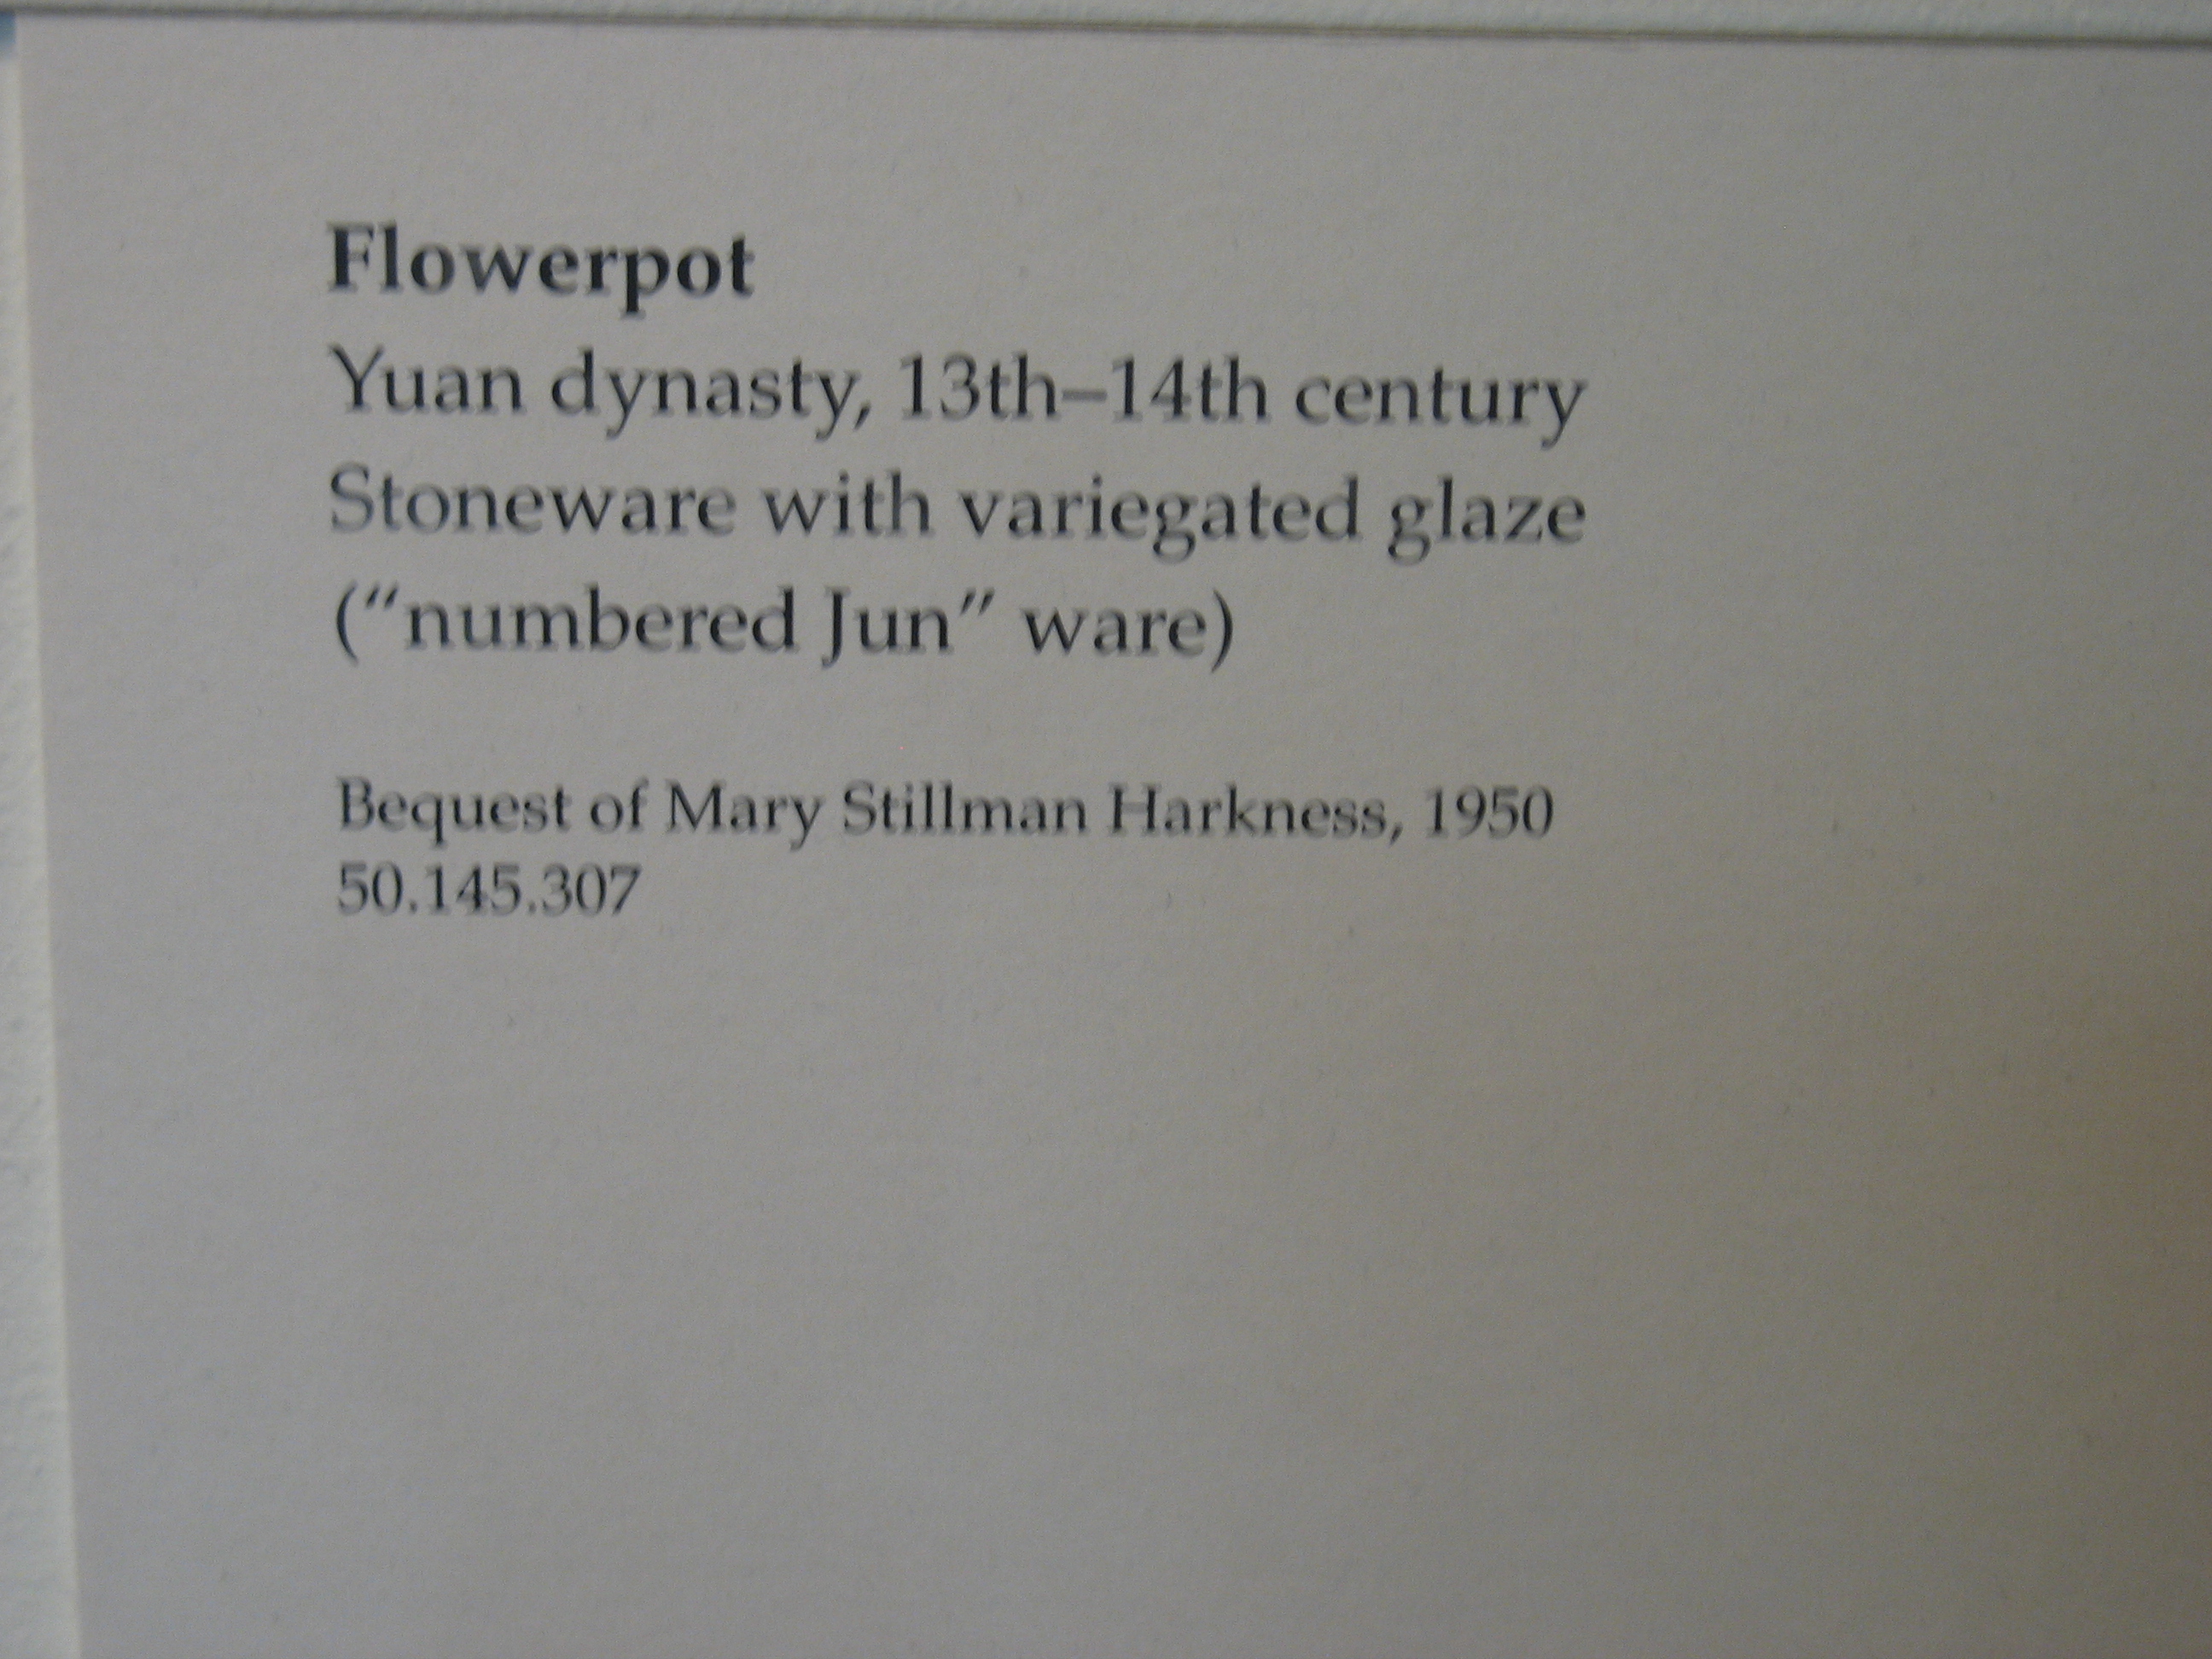 Flowerpot
Yuan dynasty, 13th–14th century
Stoneware with variegated glaze
(“numbered Jun” ware)
Bequest of Mary Stillman Harkness, 1950
50.145.307